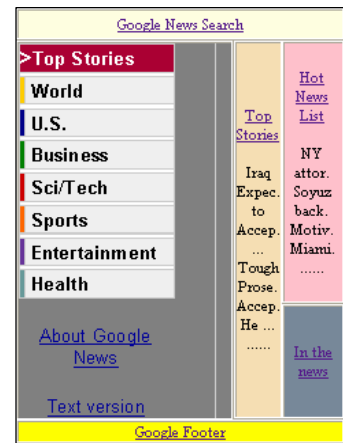 Google News Search
>Top Stories
World
U.S.
Business
Sci/Tech
Sports
Entertainment
Health
About Google
News
Text version
Top
Stories
Iraq
Expec.
to
Accep.
...
Tough
Prose.
Accep.
He ...
......
Hot
News
List
NY
attor.
Soyuz
back.
Motiv.
Miami.
......
In the
news
Google Footer